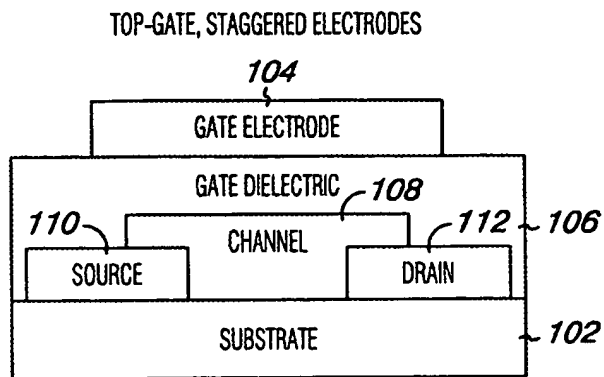 TOP-GATE, STAGGERED ELECTRODES
104
GATE ELECTRODE
GATE DIELECTRIC
108
110
CHANNEL
112
106
SOURCE
DRAIN
SUBSTRATE
102